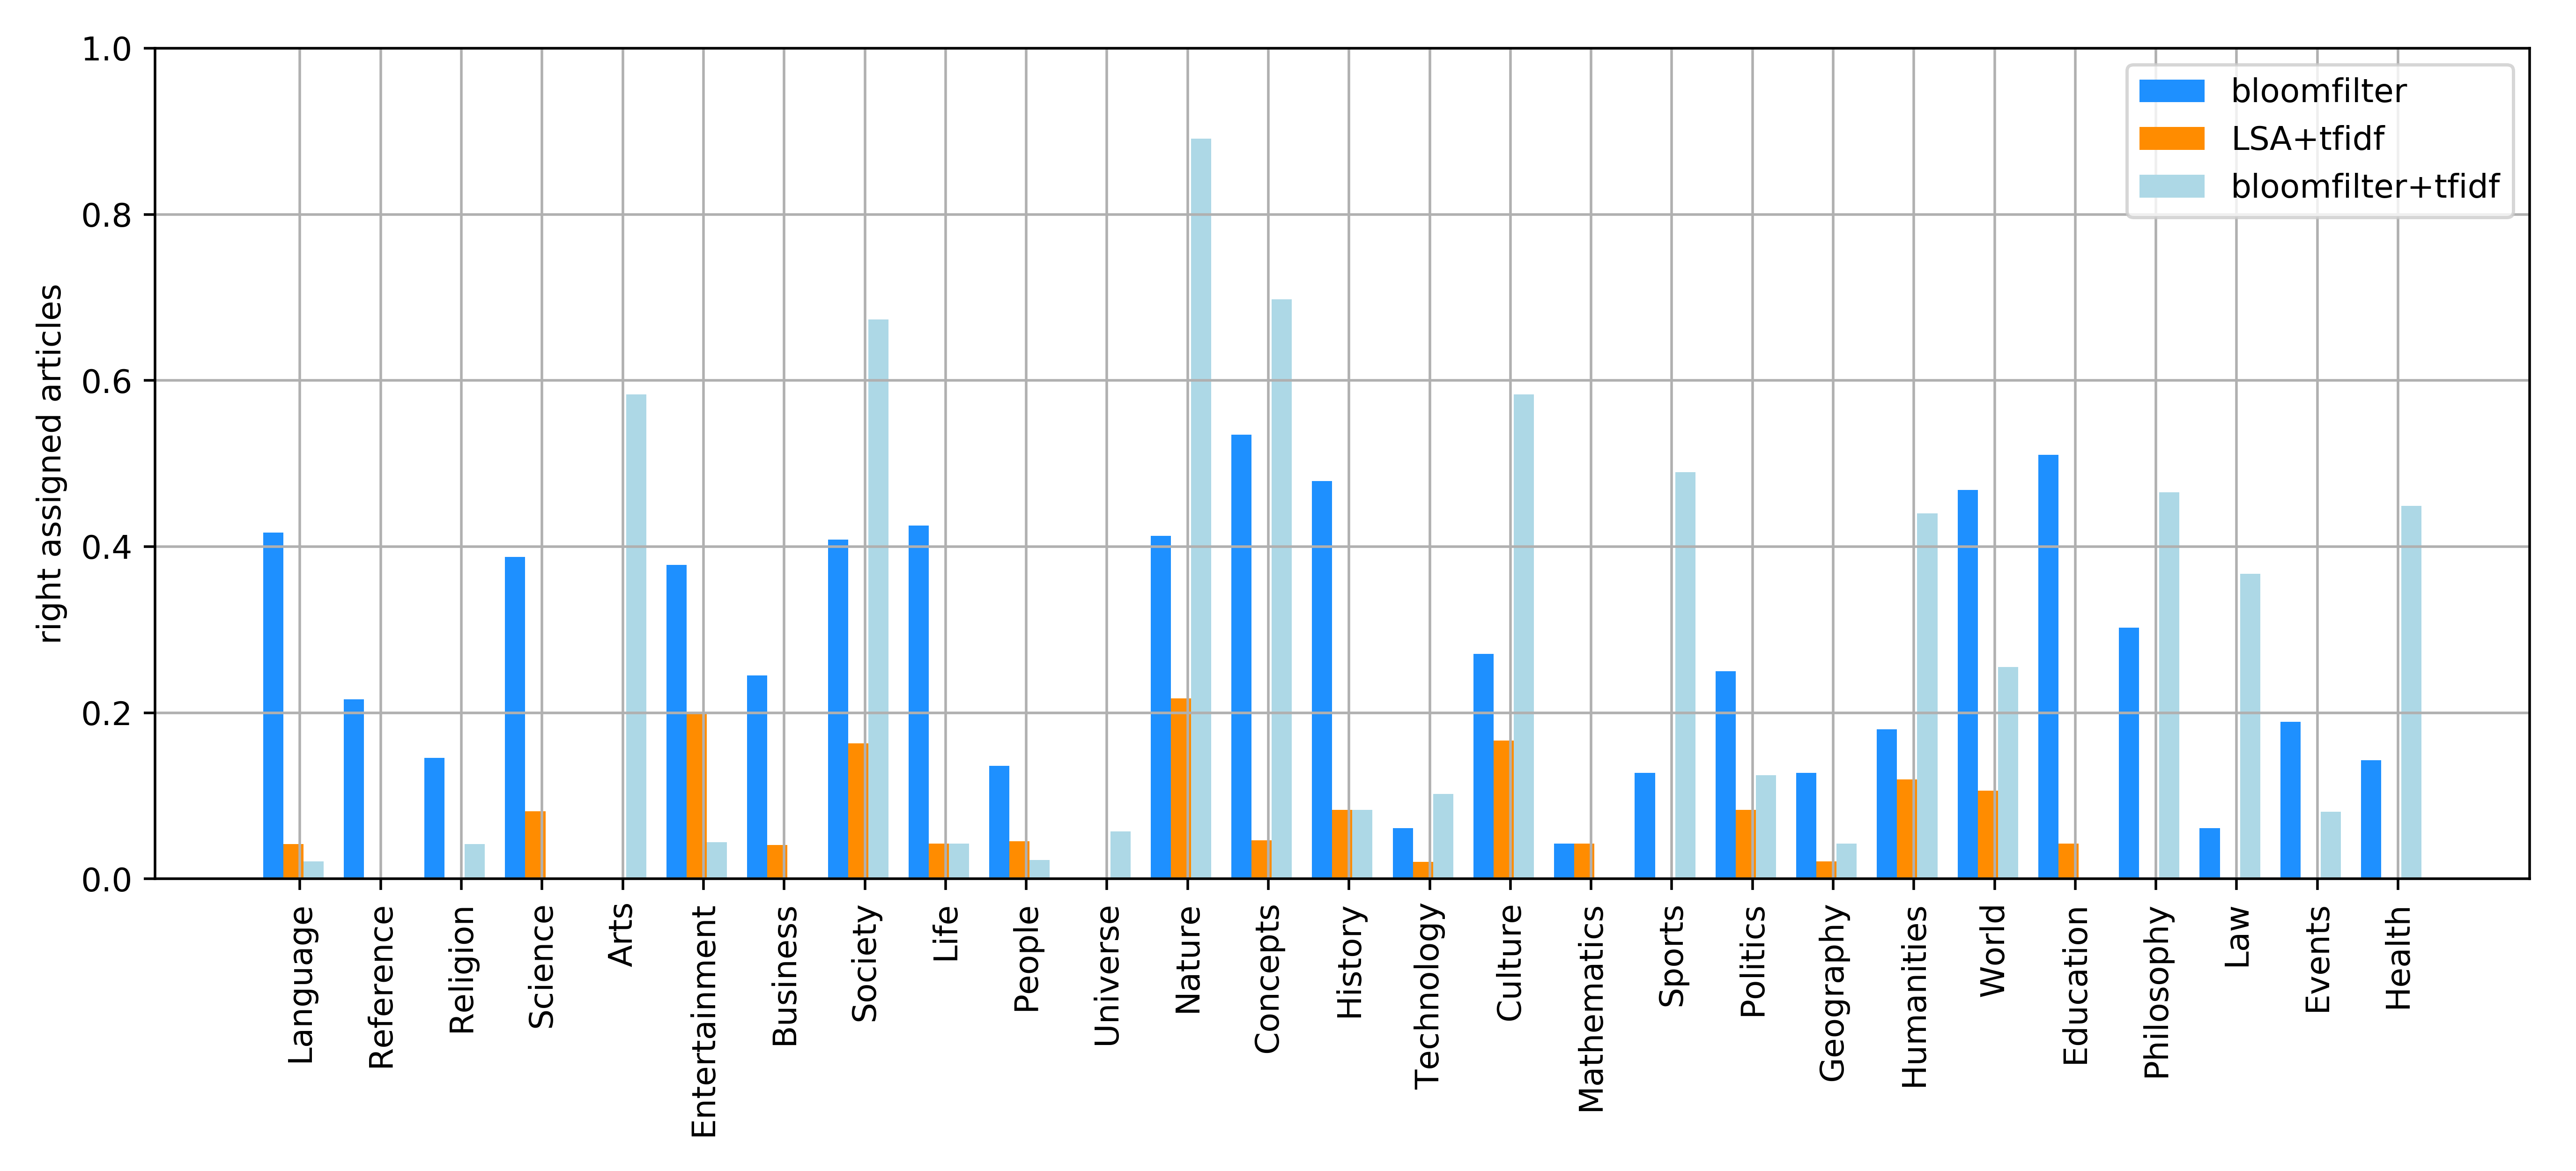 1.0
0.8
0.6
0.4
0.2
0.0
right assigned articles
bloomfilter
LSA+tfidf
bloomfilter+tfidf
Language
Reference
Religion
Science
Arts
Entertainment
Business
Society
Life
People
Universe
Nature
Concepts
History
Technology
Culture
Mathematics
Sports
Politics
Geography
Humanities
World
Education
Philosophy
Law
Events
Health